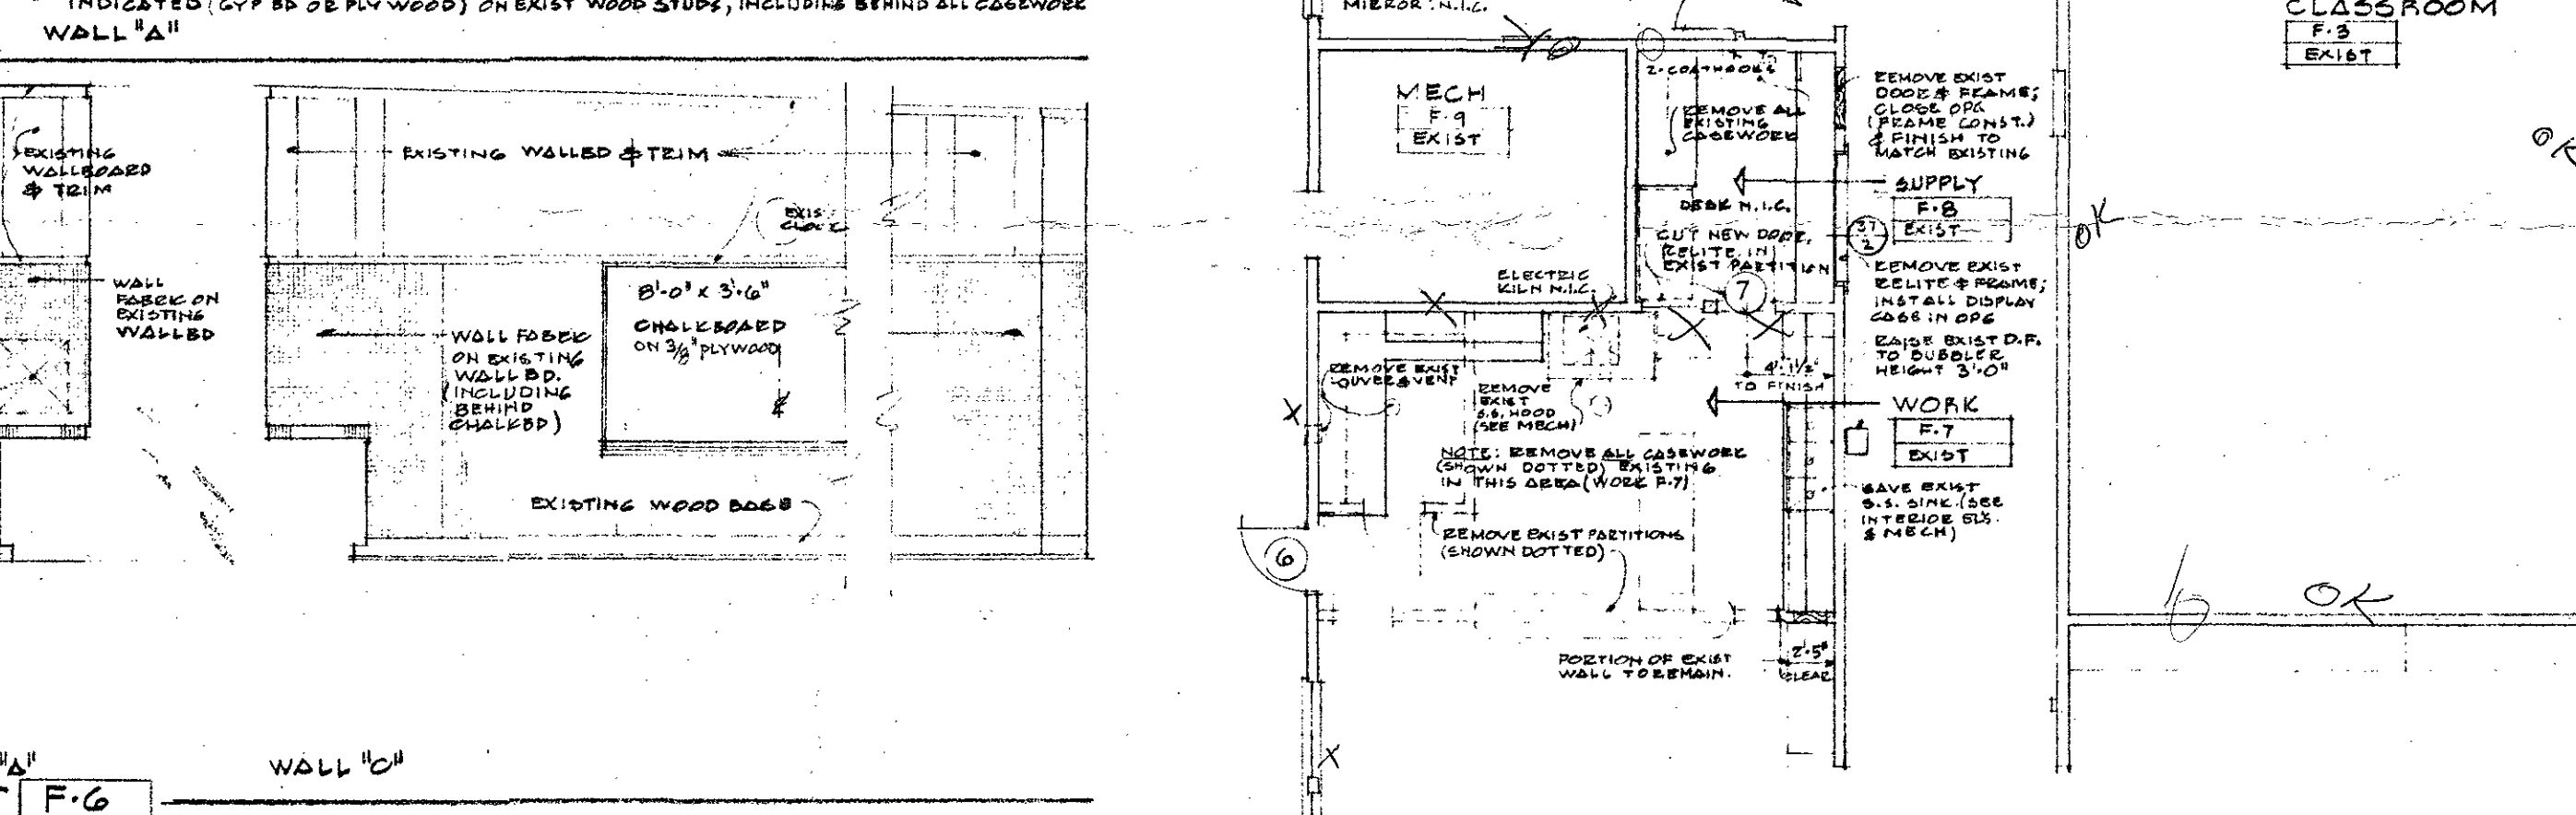 INDICATED (GYP BD OR PLYWOOD) ON EXIST WOOD STUDS, INCLUDING BEHIND ALL CASEWORK
WALL "A"
EXISTING
WALLBOARD
& TRIM
WALL
FABRIC ON
EXISTING
WALLBD
EXISTING WALLBD & TRIM
EXIS
CLOCK
8'-0" X 3'-6"
CHALKBOARD
ON 3/8" PLYWOOD
WALL FABRIC
ON EXISTING
WALL BD.
(INCLUDING
BEHIND
CHALKBD)
EXISTING WOOD BASE
"A"
F-6
WALL "C"
MIRROR: N.I.C.
MECH
F-9
EXIST
2-COATHOOKS
REMOVE ALL
EXISTING
CASEWORK
DESK N.I.C.
CUT NEW DOOR,
RELITE IN
EXIST PARTITION
7
ELECTRIC
KILN N.I.C.
REMOVE EXIST
DOOR & FRAME;
CLOSE OPG
(FRAME CONST.)
& FINISH TO
MATCH EXISTING
SUPPLY
F-8
EXIST
37
2
REMOVE EXIST
RELITE & FRAME;
INSTALL DISPLAY
CASE IN OPG
RAISE EXIST D.F.
TO BUBBLER
HEIGHT 3'-0"
REMOVE EXIST
LOUVER & VENT
REMOVE
EXIST
S.S. HOOD
(SEE MECH)
4'-1 1/2"
TO FINISH
WORK
F-7
EXIST
NOTE: REMOVE ALL CASEWORK
(SHOWN DOTTED) EXISTING
IN THIS AREA (WORK F-7)
SAVE EXIST
S.S. SINK. (SEE
INTERIOR ELS.
& MECH)
REMOVE EXIST PARTITIONS
(SHOWN DOTTED)
6
PORTION OF EXIST
WALL TO REMAIN.
2'-5"
CLEAR
CLASSROOM
F-3
EXIST
OK
OK
OK